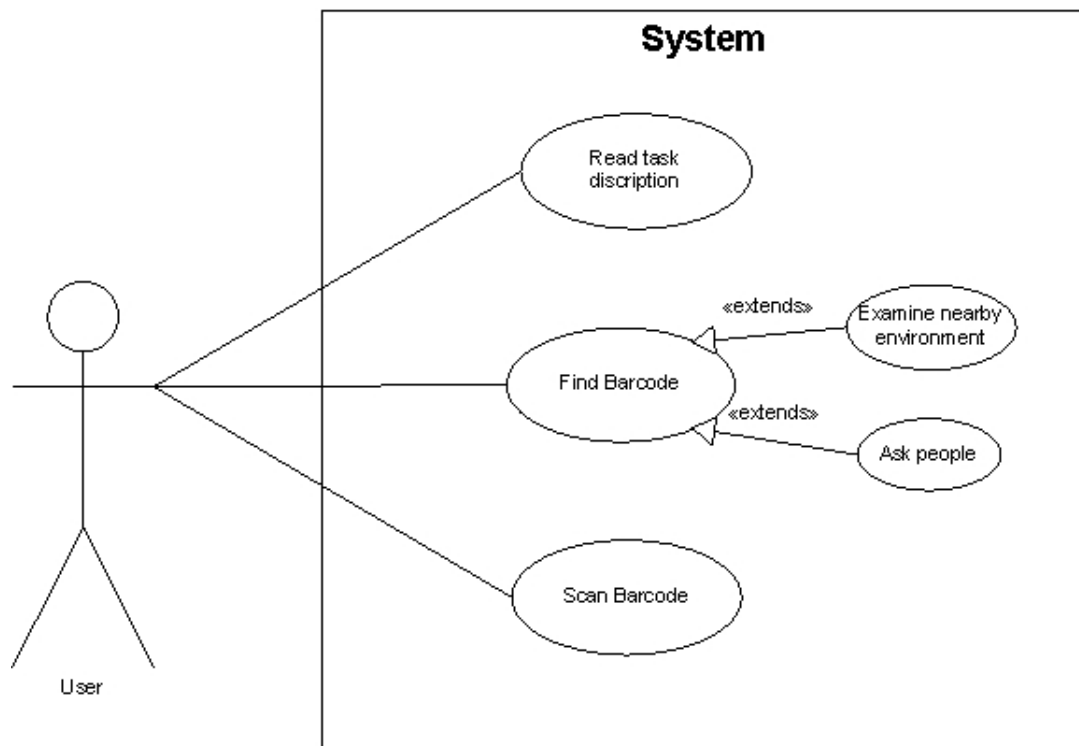 System
Read task
discription
«extends»
Examine nearby
environment
Find Barcode
«extends»
Ask people
Scan Barcode
User